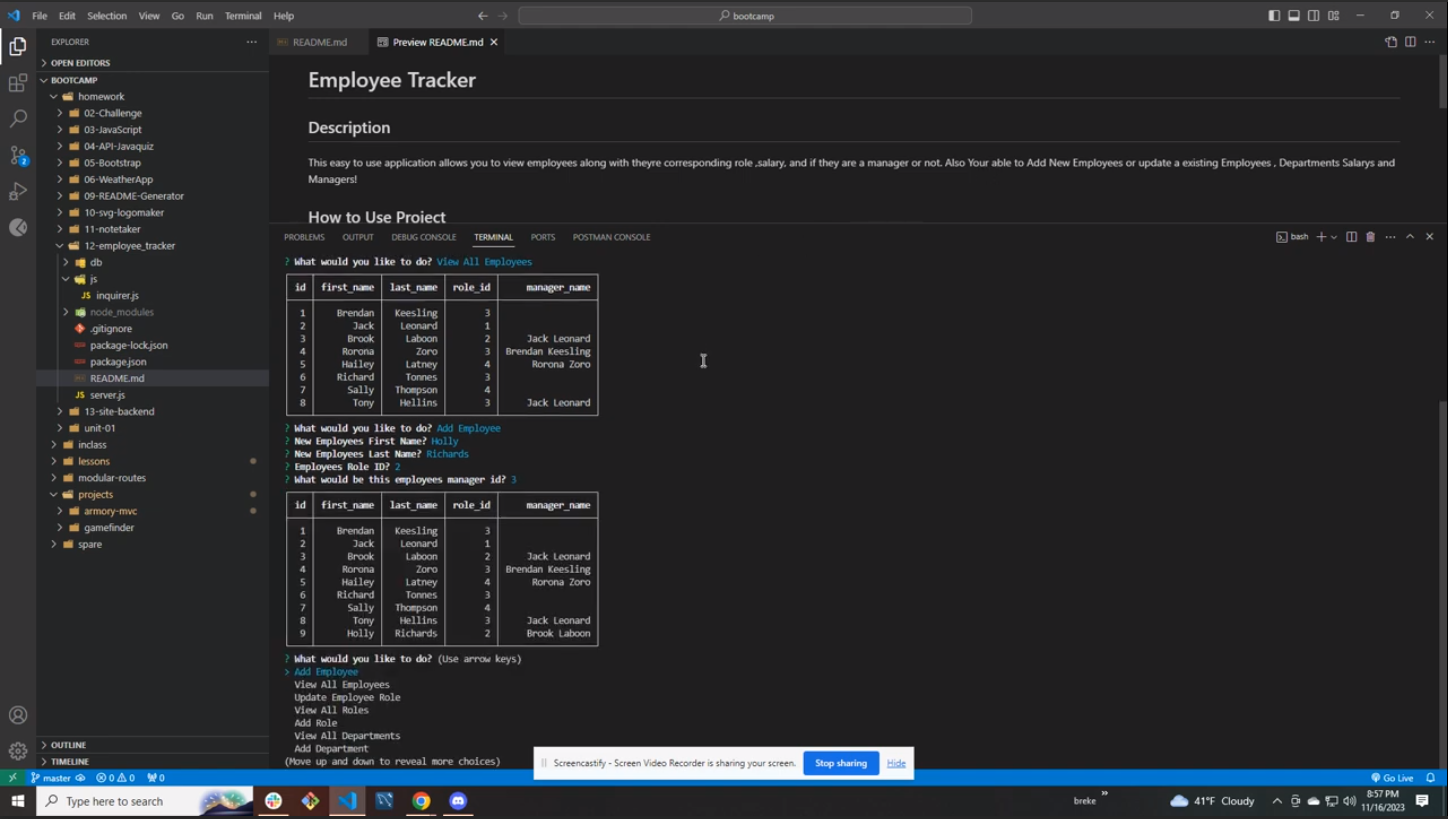 File Edit Selection View Go Run Terminal Help
bootcamp
EXPLORER
README.md
Preview README.md
OPEN EDITORS
BOOTCAMP
homework
02-Challenge
03-JavaScript
04-API-Javaquiz
05-Bootstrap
06-WeatherApp
09-README-Generator
10-svg-logomaker
11-notetaker
12-employee_tracker
db
js
JS inquirer.js
node_modules
.gitignore
package-lock.json
package.json
README.md
JS server.js
13-site-backend
unit-01
inclass
lessons
modular-routes
projects
armory-mvc
gamefinder
spare
OUTLINE
TIMELINE
Employee Tracker
Description
This easy to use application allows you to view employees along with theyre corresponding role ,salary, and if they are a manager or not. Also Your able to Add New Employees or update a existing Employees , Departments Salarys and
Managers!
How to Use Project
PROBLEMS OUTPUT DEBUG CONSOLE TERMINAL PORTS POSTMAN CONSOLE
bash
? What would you like to do? View All Employees
id first_name last_name role_id manager_name
1 Brendan Keesling 3
2 Jack Leonard 1
3 Brook Laboon 2 Jack Leonard
4 Rorona Zoro 3 Brendan Keesling
5 Hailey Latney 4 Rorona Zoro
6 Richard Tonnes 3
7 Sally Thompson 4
8 Tony Hellins 3 Jack Leonard
? What would you like to do? Add Employee
? New Employees First Name? Holly
? New Employees Last Name? Richards
? Employees Role ID? 2
? What would be this employees manager id? 3
id first_name last_name role_id manager_name
1 Brendan Keesling 3
2 Jack Leonard 1
3 Brook Laboon 2 Jack Leonard
4 Rorona Zoro 3 Brendan Keesling
5 Hailey Latney 4 Rorona Zoro
6 Richard Tonnes 3
7 Sally Thompson 4
8 Tony Hellins 3 Jack Leonard
9 Holly Richards 2 Brook Laboon
? What would you like to do? (Use arrow keys)
> Add Employee
View All Employees
Update Employee Role
View All Roles
Add Role
View All Departments
Add Department
(Move up and down to reveal more choices)
Screencastify - Screen Video Recorder is sharing your screen. Stop sharing Hide
2
master 0 0 0 Go Live
Type here to search
breke
41°F Cloudy
8:57 PM
11/16/2023